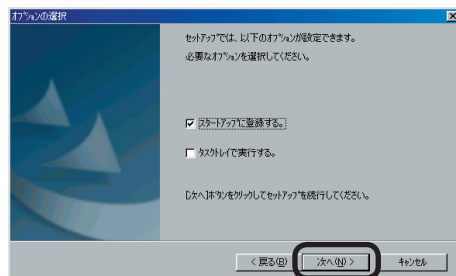 オプションの選択
セットアップでは、以下のオプションが設定できます。
必要なオプションを選択してください。
スタートアップに登録する。
タスクトレイで実行する。
[次へ]ボタンをクリックしてセットアップを続行してください。
< 戻る(B)
次へ(N) >
キャンセル